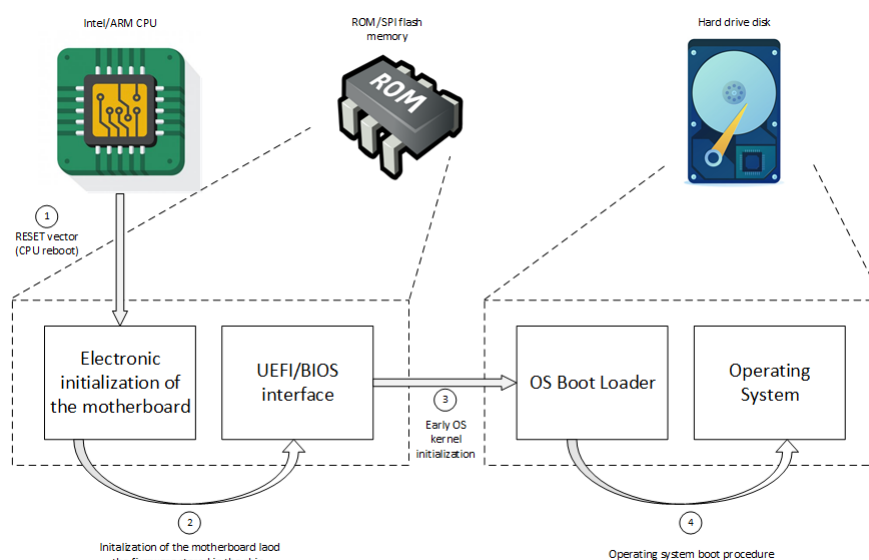 Intel/ARM CPU
ROM/SPI flash
memory
Hard drive disk
ROM
1
RESET vector
(CPU reboot)
Electronic
initialization of
the motherboard
UEFI/BIOS
interface
OS Boot Loader
Operating
System
3
Early OS
kernel
initialization
2
Initalization of the motherboard laod
4
Operating system boot procedure